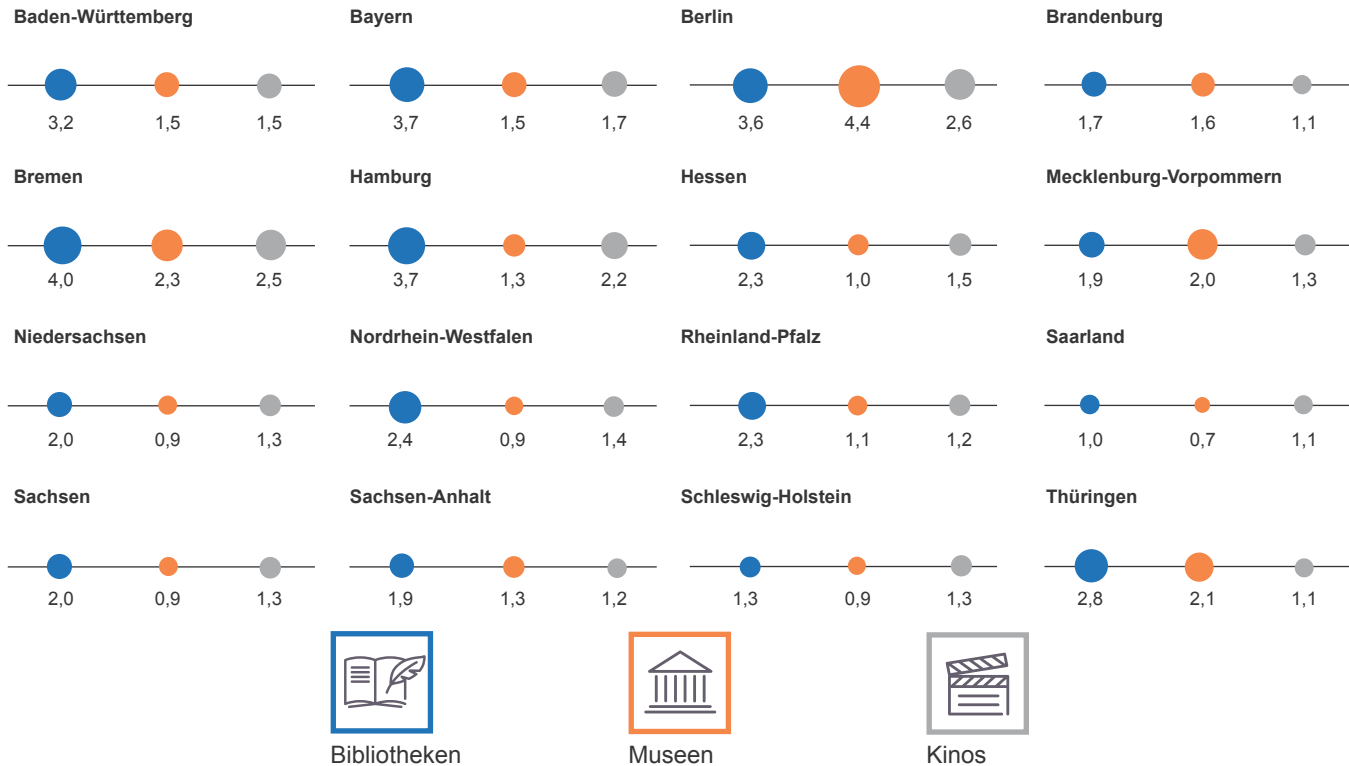 Baden-Württemberg Bayern Berlin Brandenburg
3,2 1,5 1,5 3,7 1,5 1,7 3,6 4,4 2,6 1,7 1,6 1,1
Bremen Hamburg Hessen Mecklenburg-Vorpommern
4,0 2,3 2,5 3,7 1,3 2,2 2,3 1,0 1,5 1,9 2,0 1,3
Niedersachsen Nordrhein-Westfalen Rheinland-Pfalz Saarland
2,0 0,9 1,3 2,4 0,9 1,4 2,3 1,1 1,2 1,0 0,7 1,1
Sachsen Sachsen-Anhalt Schleswig-Holstein Thüringen
2,0 0,9 1,3 1,9 1,3 1,2 1,3 0,9 1,3 2,8 2,1 1,1
Bibliotheken Museen Kinos